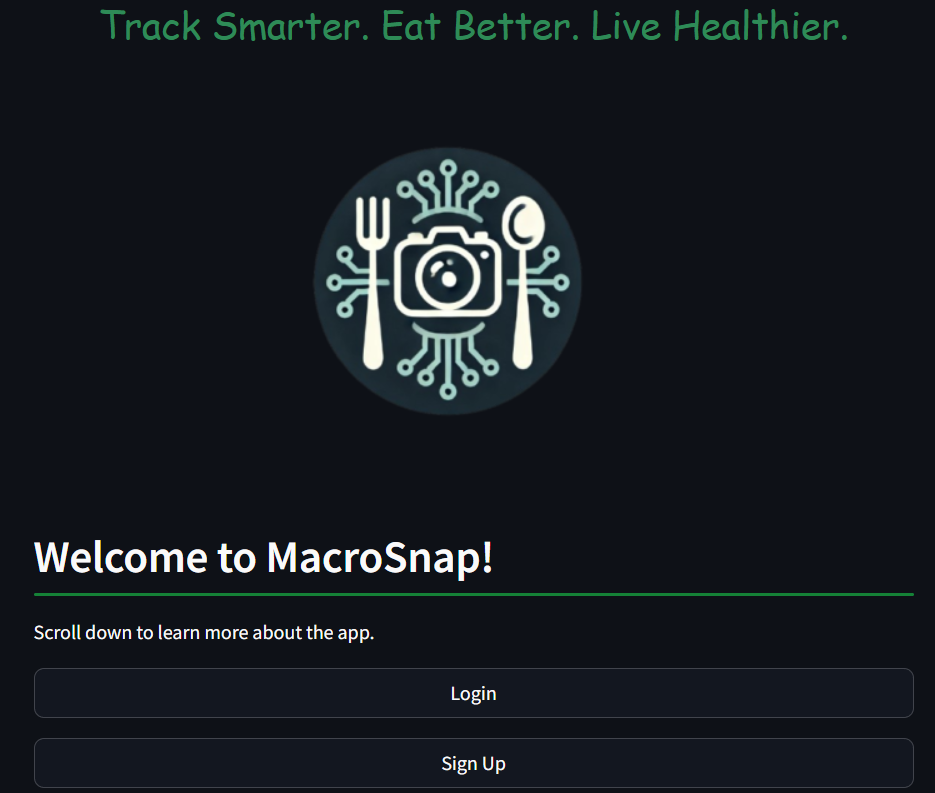 Track Smarter. Eat Better. Live Healthier.
Welcome to MacroSnap!
Scroll down to learn more about the app.
Login
Sign Up